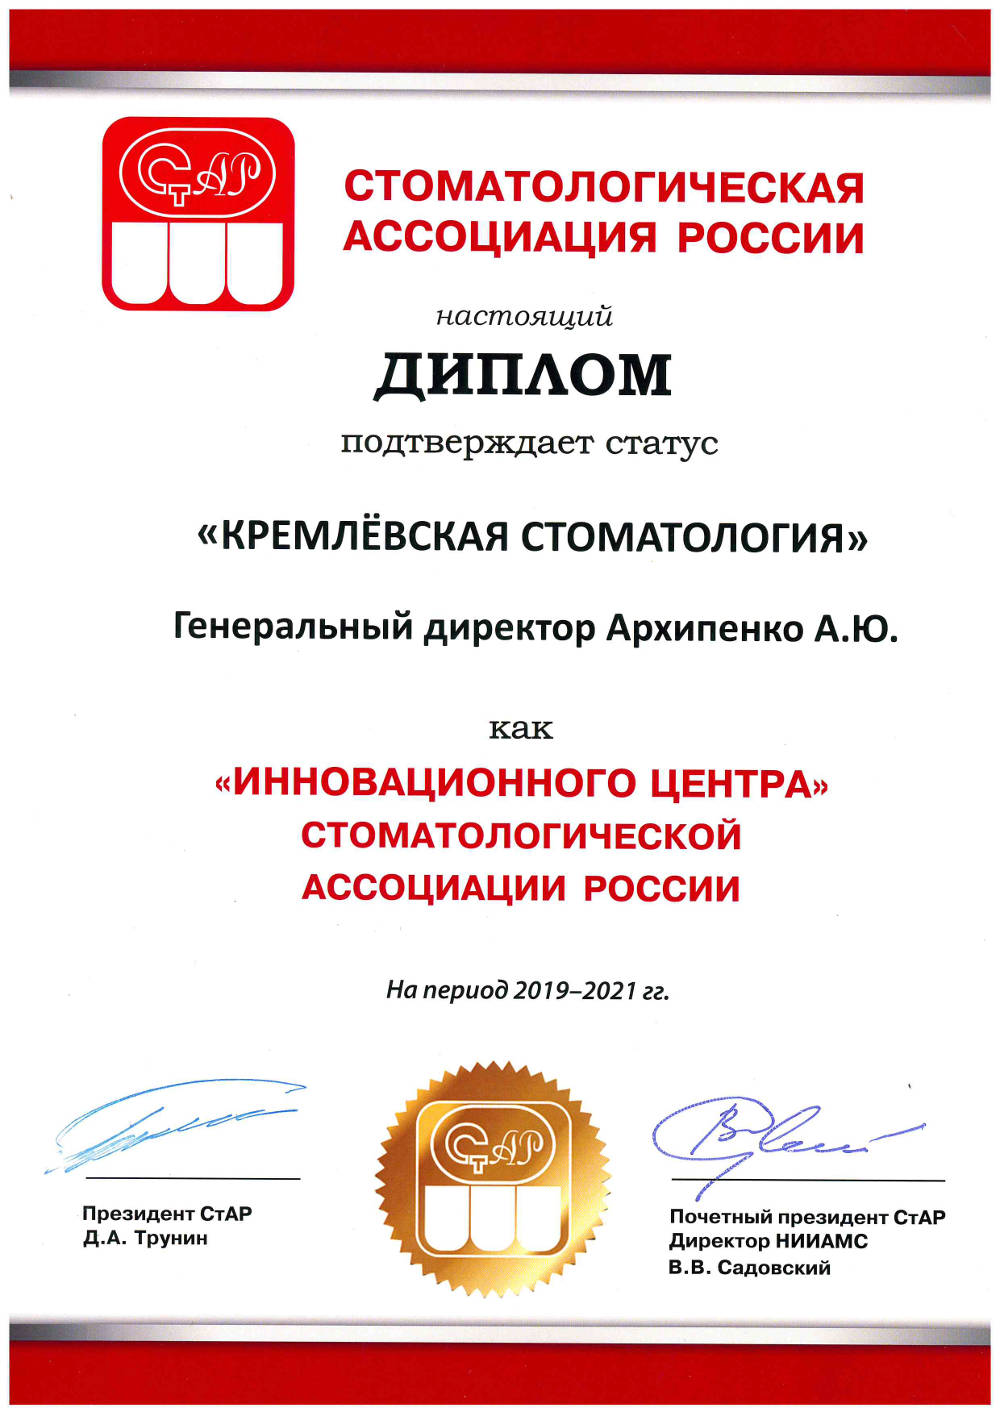 СтАР
СТОМАТОЛОГИЧЕСКАЯ
АССОЦИАЦИЯ РОССИИ
настоящий
ДИПЛОМ
подтверждает статус
«КРЕМЛЁВСКАЯ СТОМАТОЛОГИЯ»
Генеральный директор Архипенко А.Ю.
как
«ИННОВАЦИОННОГО ЦЕНТРА»
СТОМАТОЛОГИЧЕСКОЙ
АССОЦИАЦИИ РОССИИ
На период 2019–2021 гг.
СтАР
Президент СтАР
Д.А. Трунин
Почетный президент СтАР
Директор НИИАМС
В.В. Садовский